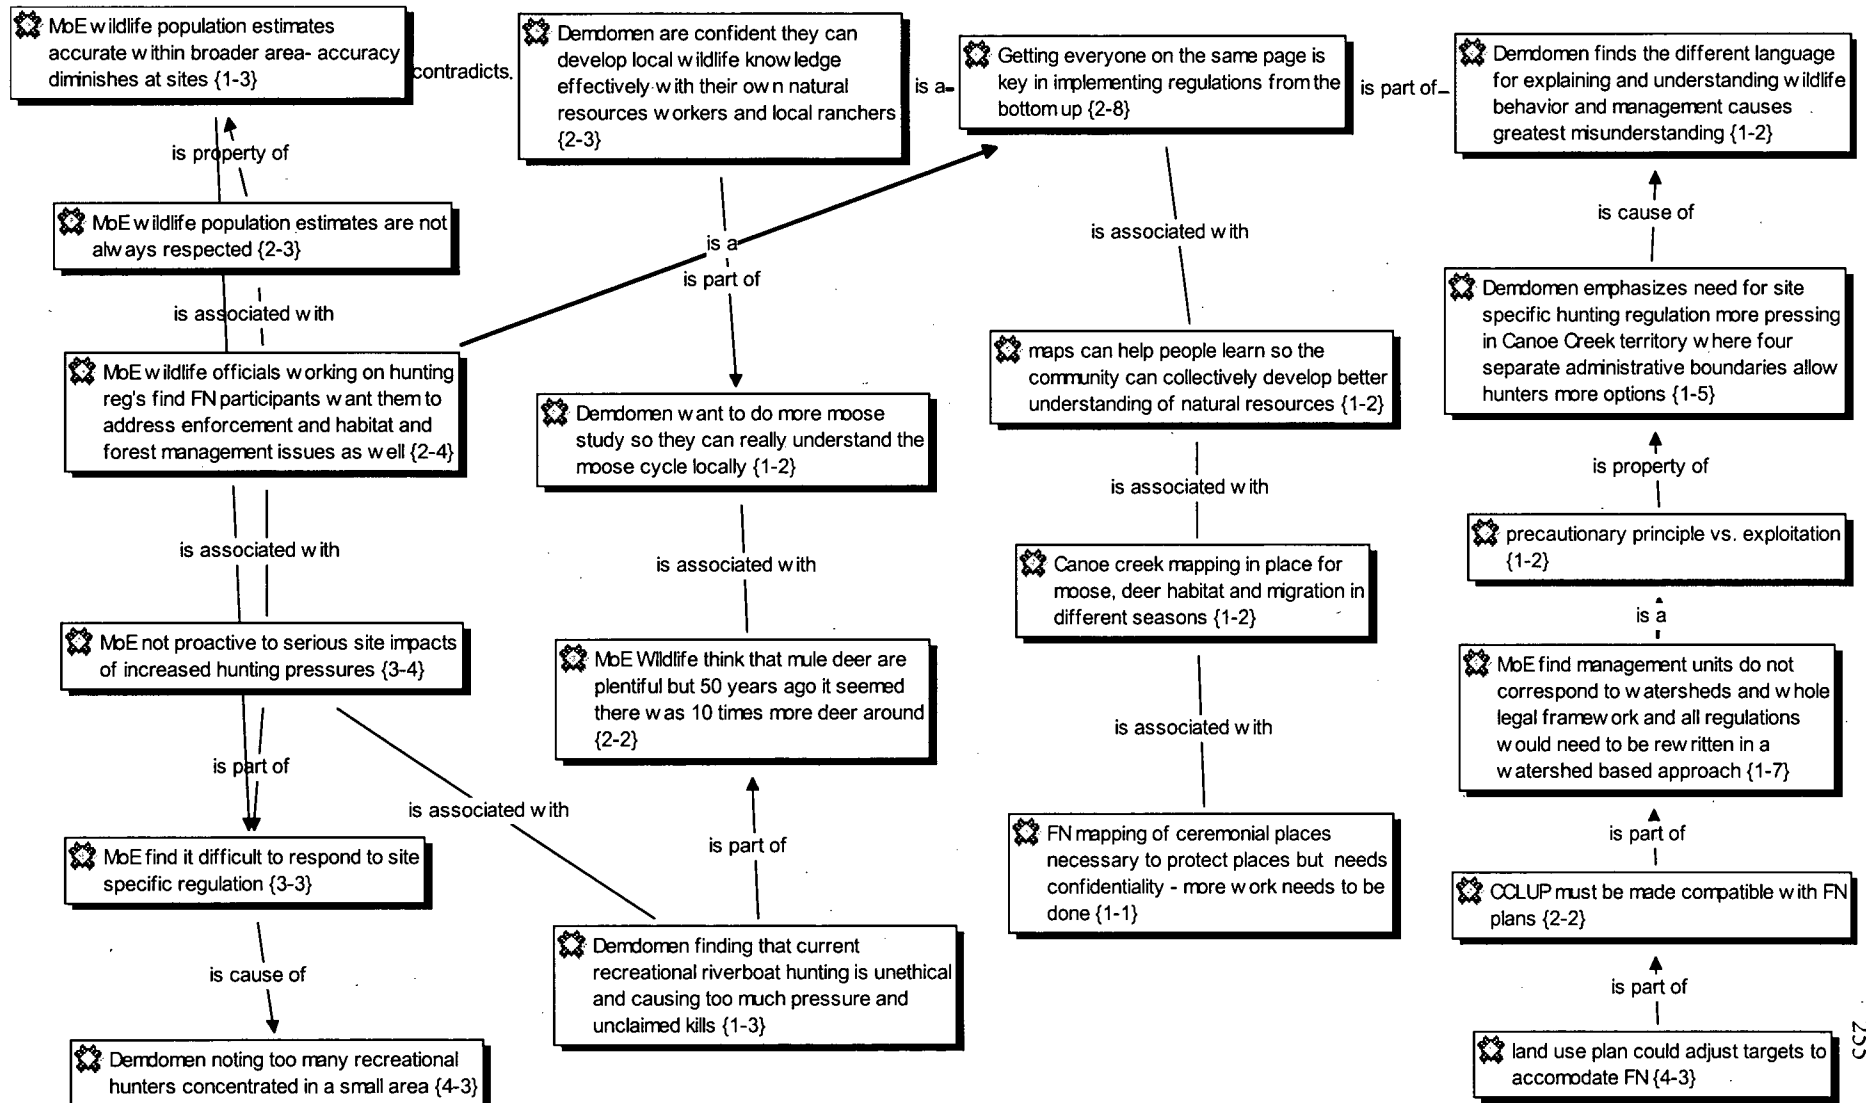 MoE wildlife population estimates
accurate within broader area- accuracy
diminishes at sites {1-3}
contradicts.
Demdomen are confident they can
develop local wildlife knowledge
effectively with their own natural
resources workers and local ranchers
{2-3}
is a
Getting everyone on the same page is
key in implementing regulations from the
bottom up {2-8}
is part of
Demdomen finds the different language
for explaining and understanding wildlife
behavior and management causes
greatest misunderstanding {1-2}
is property of
MoE wildlife population estimates are not
always respected {2-3}
is associated with
MoE wildlife officials working on hunting
reg's find FN participants want them to
address enforcement and habitat and
forest management issues as well {2-4}
is associated with
MoE not proactive to serious site impacts
of increased hunting pressures {3-4}
is part of
MoE find it difficult to respond to site
specific regulation {3-3}
is cause of
Demdomen noting too many recreational
hunters concentrated in a small area {4-3}
is a
is part of
Demdomen want to do more moose
study so they can really understand the
moose cycle locally {1-2}
is associated with
MoE Wildlife think that mule deer are
plentiful but 50 years ago it seemed
there was 10 times more deer around
{2-2}
is associated with
is part of
Demdomen finding that current
recreational riverboat hunting is unethical
and causing too much pressure and
unclaimed kills {1-3}
is associated with
maps can help people learn so the
community can collectively develop better
understanding of natural resources {1-2}
is associated with
Canoe creek mapping in place for
moose, deer habitat and migration in
different seasons {1-2}
is associated with
FN mapping of ceremonial places
necessary to protect places but needs
confidentiality - more work needs to be
done {1-1}
is cause of
Demdomen emphasizes need for site
specific hunting regulation more pressing
in Canoe Creek territory where four
separate administrative boundaries allow
hunters more options {1-5}
is property of
precautionary principle vs. exploitation
{1-2}
is a
MoE find management units do not
correspond to watersheds and whole
legal framework and all regulations
would need to be rewritten in a
watershed based approach {1-7}
is part of
CCLUP must be made compatible with FN
plans {2-2}
is part of
land use plan could adjust targets to
accomodate FN {4-3}